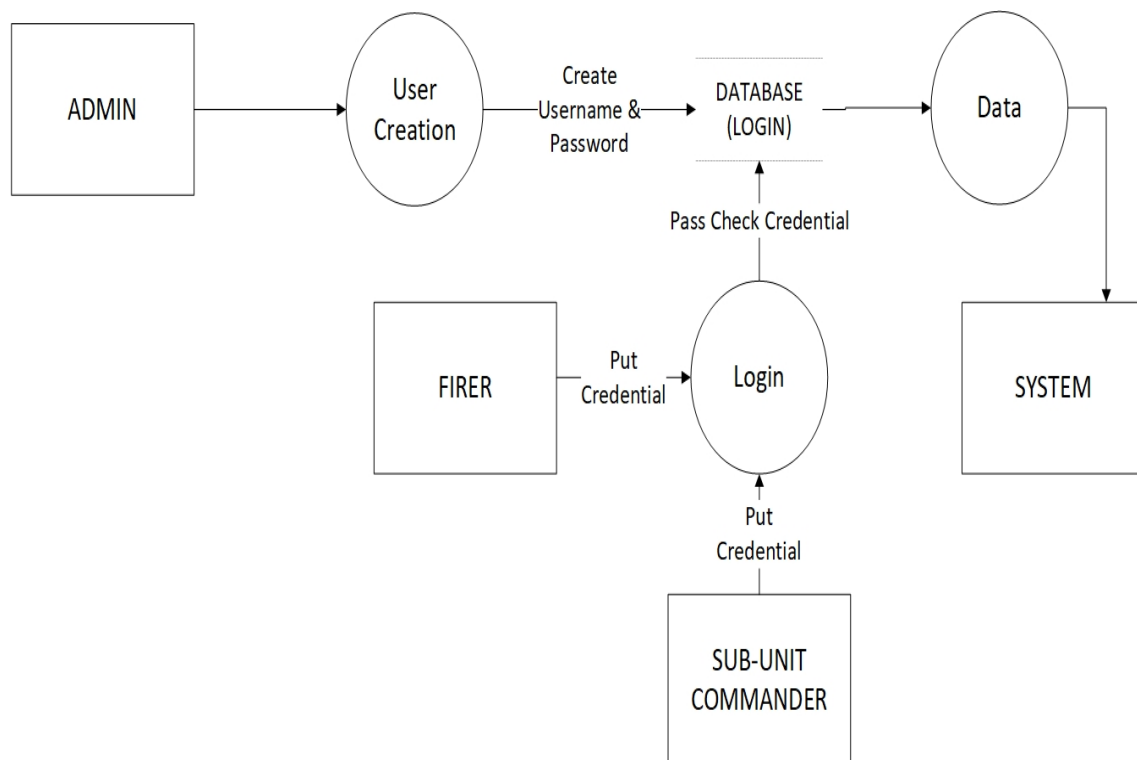 ADMIN
User
Creation
Create
Username &
Password
DATABASE
(LOGIN)
Data
Pass Check Credential
FIRER
Put
Credential
Login
SYSTEM
Put
Credential
SUB-UNIT
COMMANDER